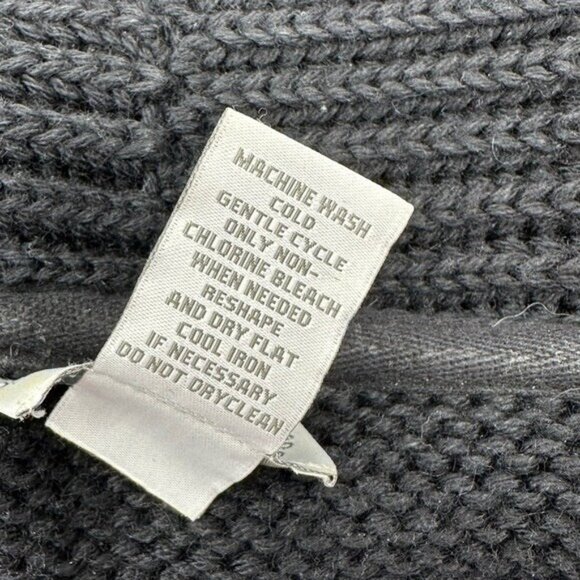 MACHINE WASH
COLD
GENTLE CYCLE
ONLY NON-
CHLORINE BLEACH
WHEN NEEDED
RESHAPE
AND DRY FLAT
COOL IRON
IF NECESSARY
DO NOT DRYCLEAN